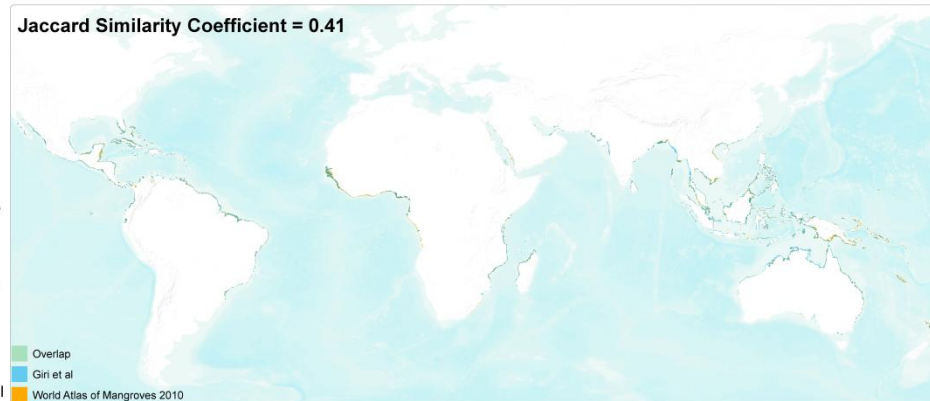 Jaccard Similarity Coefficient = 0.41
Overlap
Giri et al
World Atlas of Mangroves 2010